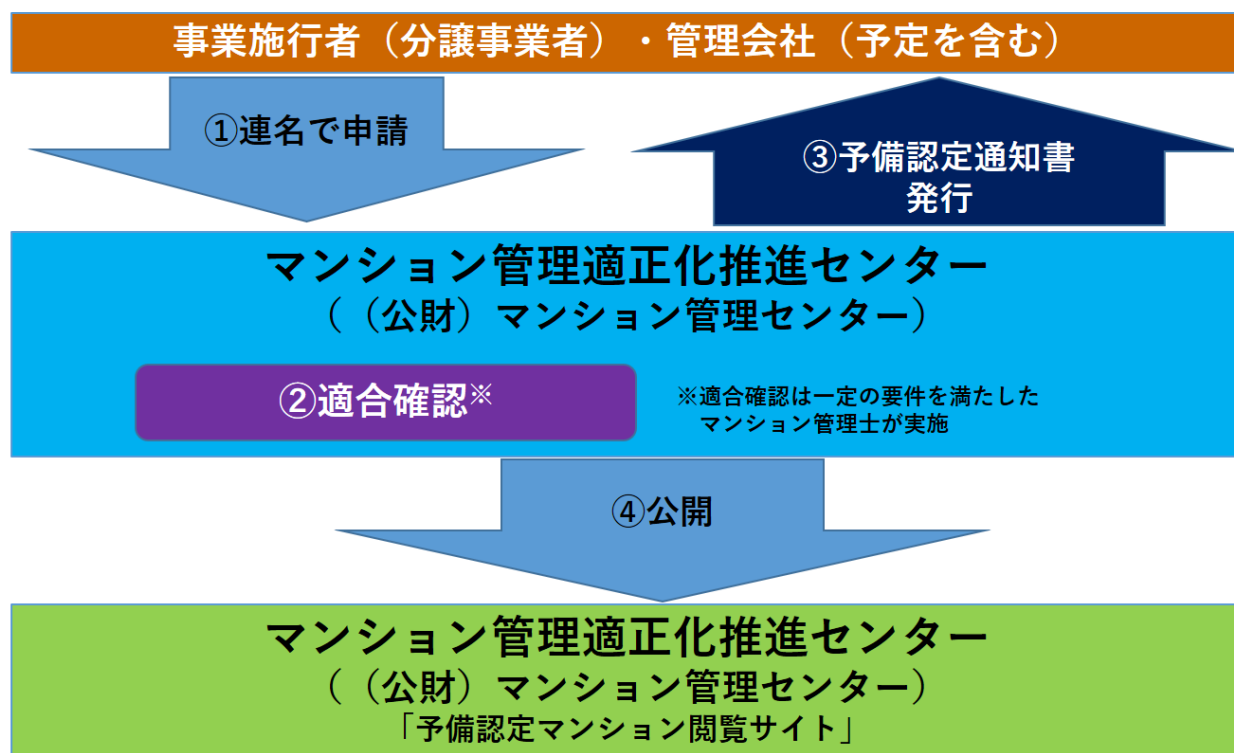 事業施行者（分譲事業者）・管理会社（予定を含む）
①連名で申請
③予備認定通知書
発行
マンション管理適正化推進センター
（（公財）マンション管理センター）
②適合確認※
※適合確認は一定の要件を満たした
マンション管理士が実施
④公開
マンション管理適正化推進センター
（（公財）マンション管理センター）
「予備認定マンション閲覧サイト」